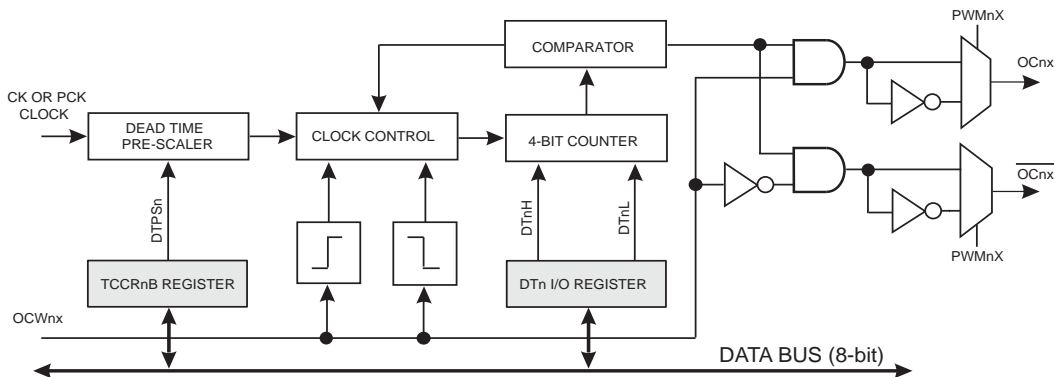 PWMnX
COMPARATOR
OCnx
CK OR PCK
CLOCK
DEAD TIME
PRE-SCALER
CLOCK CONTROL
4-BIT COUNTER
OCnx
DTPSn
DTnH
DTnL
PWMnX
TCCRnB REGISTER
DTn I/O REGISTER
OCWnx
DATA BUS (8-bit)